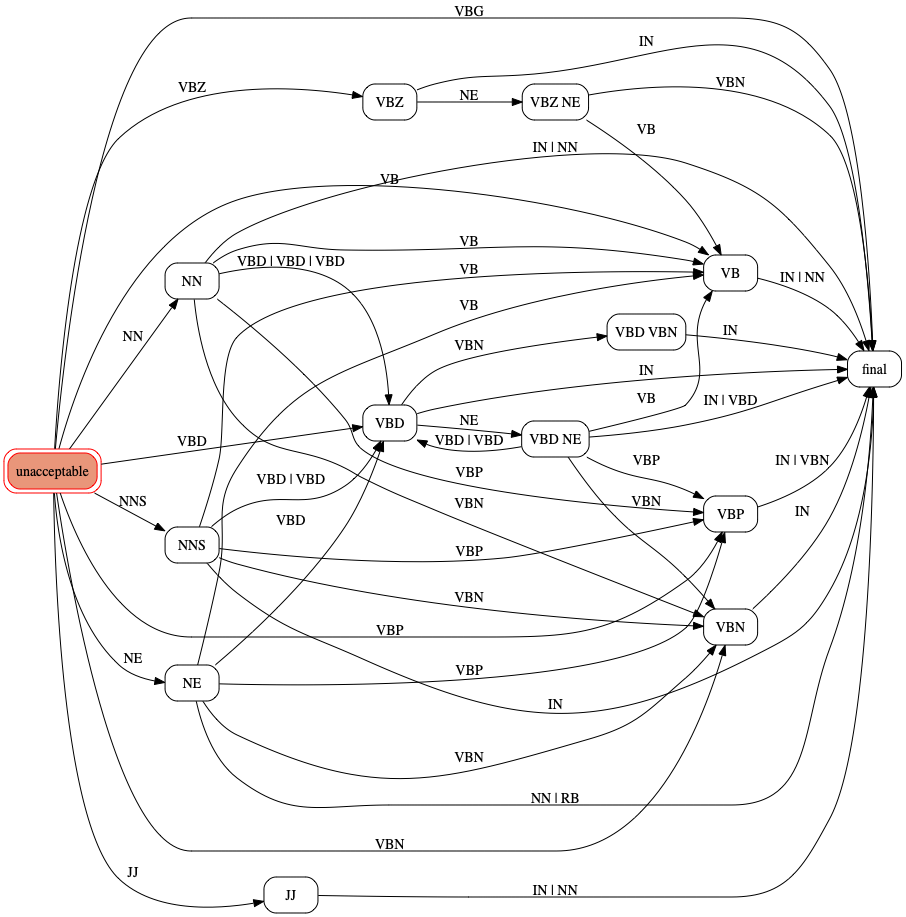 VBG
IN
VBZ
VBN
VBZ
NE
VBZ NE
VB
IN | NN
VB
VB
VBD | VBD | VBD
VB
NN
VB
IN | NN
VB
NN
VBN
VBD VBN
IN
IN
final
VB
IN | VBD
VBD
NE
VBD
VBD | VBD
VBD NE
unacceptable
VBP
VBP
IN | VBN
VBD | VBD
NNS
VBN
VBN
VBP
IN
VBD
NNS
VBP
VBN
VBP
VBN
NE
VBP
NE
IN
VBN
NN | RB
VBN
JJ
JJ
IN | NN